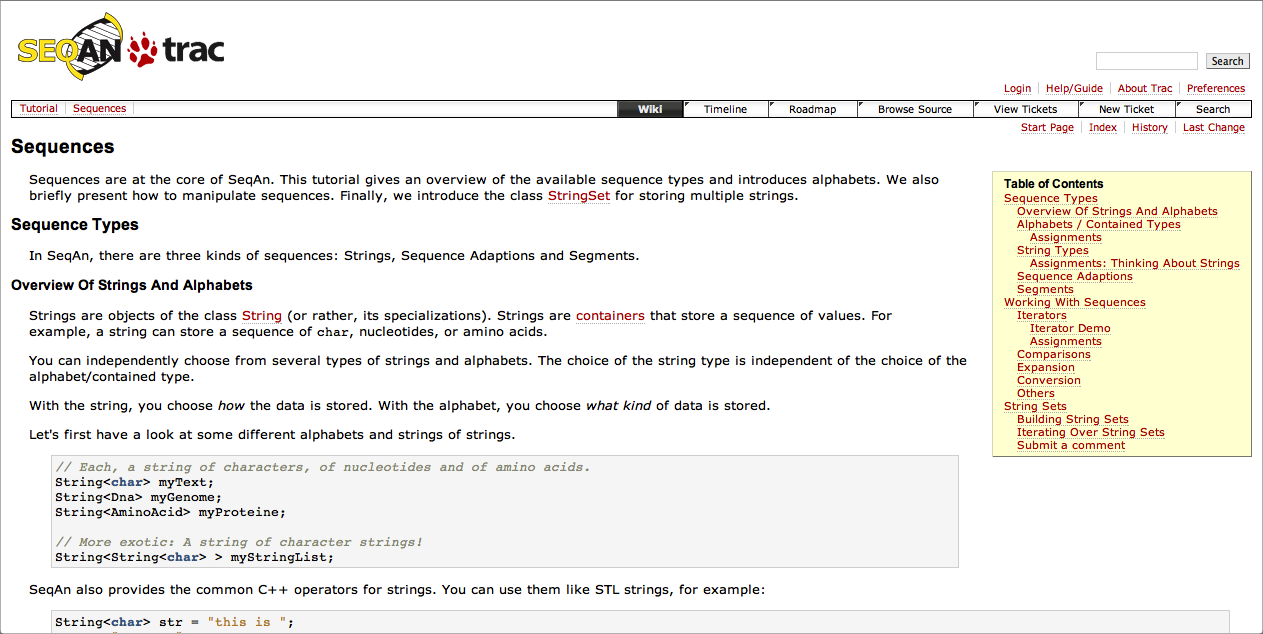 SEQAN trac
Search
Login Help/Guide About Trac Preferences
Tutorial Sequences Wiki Timeline Roadmap Browse Source View Tickets New Ticket Search
Start Page Index History Last Change
Sequences
Sequences are at the core of SeqAn. This tutorial gives an overview of the available sequence types and introduces alphabets. We also
briefly present how to manipulate sequences. Finally, we introduce the class StringSet for storing multiple strings.
Sequence Types
In SeqAn, there are three kinds of sequences: Strings, Sequence Adaptions and Segments.
Overview Of Strings And Alphabets
Strings are objects of the class String (or rather, its specializations). Strings are containers that store a sequence of values. For
example, a string can store a sequence of char, nucleotides, or amino acids.
You can independently choose from several types of strings and alphabets. The choice of the string type is independent of the choice of the
alphabet/contained type.
With the string, you choose how the data is stored. With the alphabet, you choose what kind of data is stored.
Let's first have a look at some different alphabets and strings of strings.
// Each, a string of characters, of nucleotides and of amino acids.
String<char> myText;
String<Dna> myGenome;
String<AminoAcid> myProteine;
// More exotic: A string of character strings!
String<String<char> > myStringList;
SeqAn also provides the common C++ operators for strings. You can use them like STL strings, for example:
String<char> str = "this is ";
Table of Contents
Sequence Types
Overview Of Strings And Alphabets
Alphabets / Contained Types
Assignments
String Types
Assignments: Thinking About Strings
Sequence Adaptions
Segments
Working With Sequences
Iterators
Iterator Demo
Assignments
Comparisons
Expansion
Conversion
Others
String Sets
Building String Sets
Iterating Over String Sets
Submit a comment